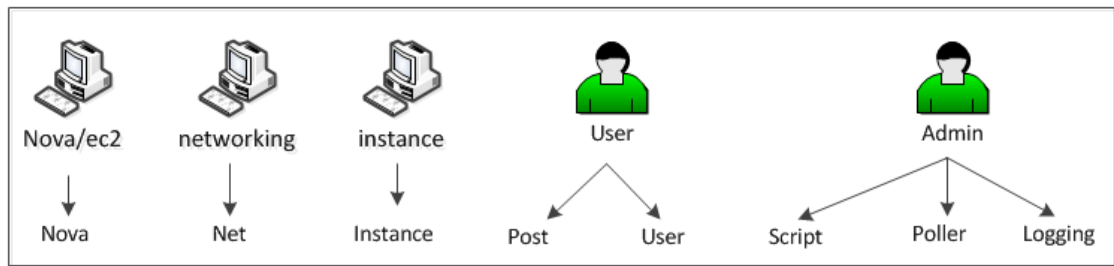 Nova/ec2 networking instance User Admin
Nova Net Instance Post User Script Poller Logging